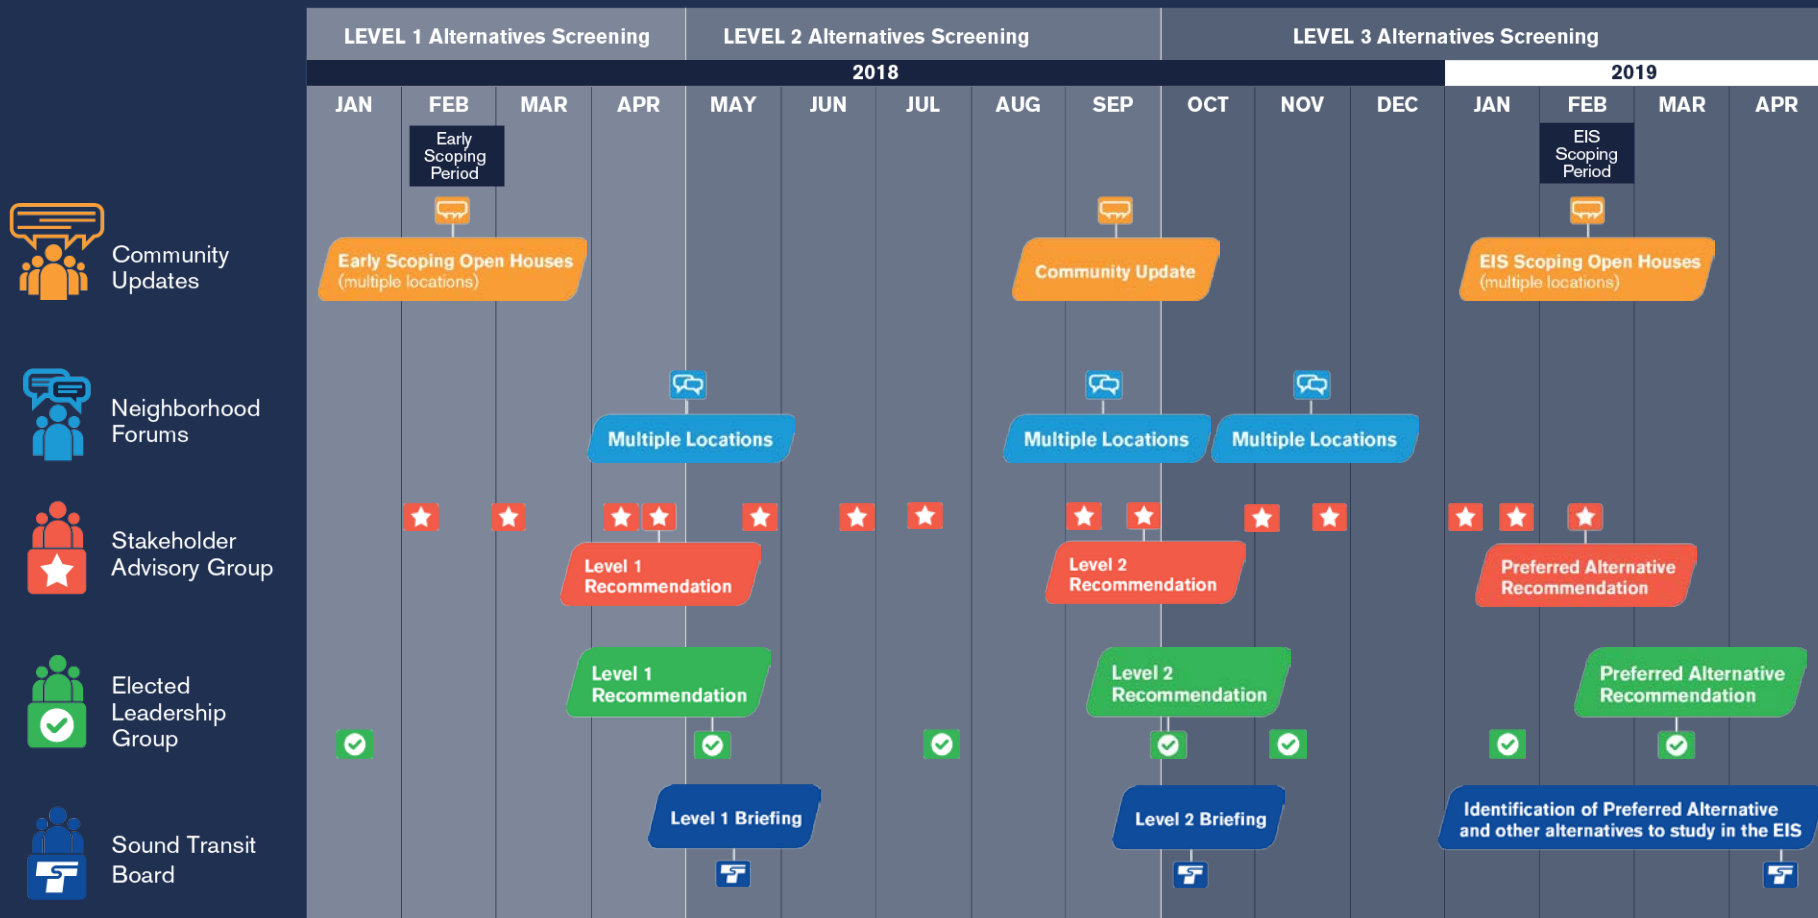 LEVEL 1 Alternatives Screening
LEVEL 2 Alternatives Screening
LEVEL 3 Alternatives Screening
2018
2019
JAN
FEB
MAR
APR
MAY
JUN
JUL
AUG
SEP
OCT
NOV
DEC
JAN
FEB
MAR
APR
Early
Scoping
Period
EIS
Scoping
Period
Community
Updates
Early Scoping Open Houses
(multiple locations)
Community Update
EIS Scoping Open Houses
(multiple locations)
Neighborhood
Forums
Multiple Locations
Multiple Locations
Multiple Locations
Stakeholder
Advisory Group
Level 1
Recommendation
Level 2
Recommendation
Preferred Alternative
Recommendation
Elected
Leadership
Group
Level 1
Recommendation
Level 2
Recommendation
Preferred Alternative
Recommendation
Sound Transit
Board
Level 1 Briefing
Level 2 Briefing
Identification of Preferred Alternative
and other alternatives to study in the EIS